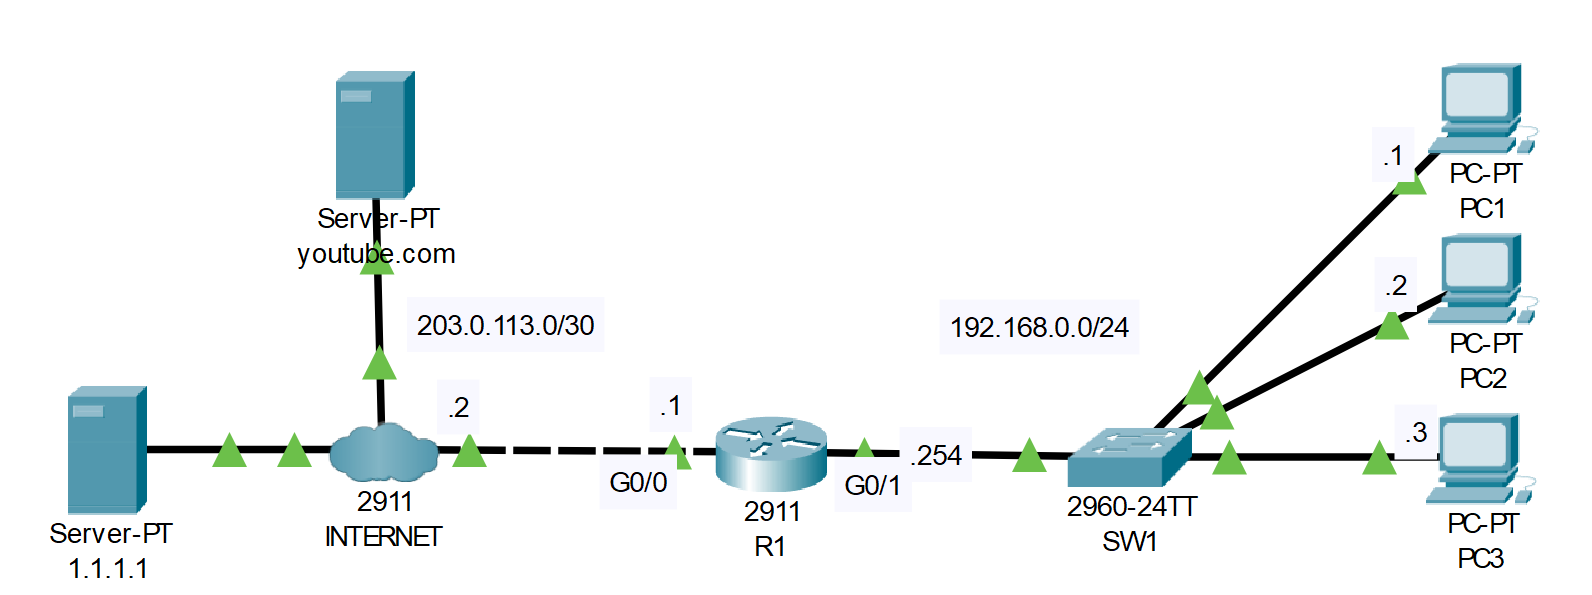 Server-PT
youtube.com
203.0.113.0/30
192.168.0.0/24
.1
PC-PT
PC1
.2
PC-PT
PC2
.2
.1
.3
.254
G0/0
G0/1
2911
INTERNET
2911
R1
2960-24TT
SW1
Server-PT
1.1.1.1
PC-PT
PC3